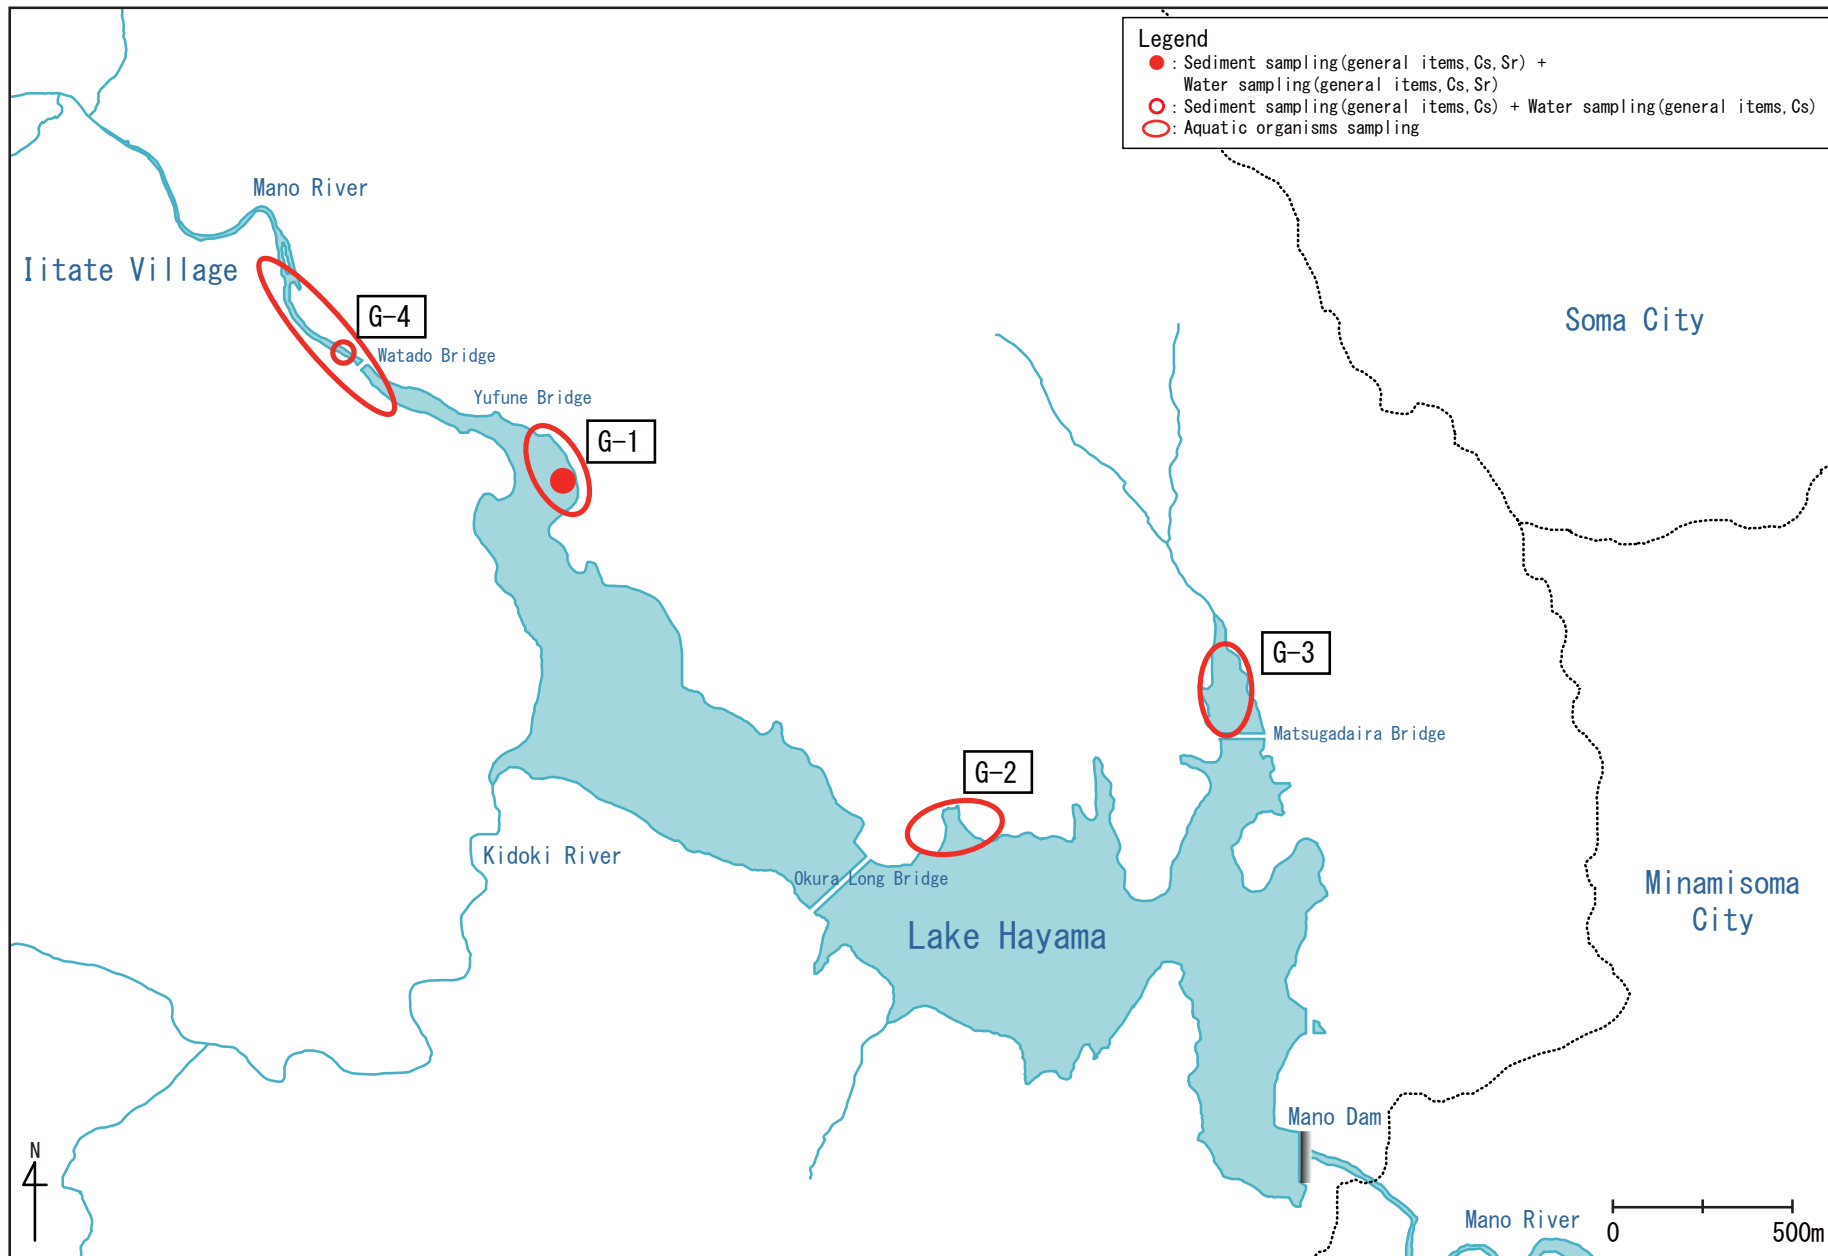 Legend
: Sediment sampling(general items,Cs,Sr) +
Water sampling(general items,Cs,Sr)
: Sediment sampling(general items,Cs) + Water sampling(general items,Cs)
: Aquatic organisms sampling
Mano River
Iitate Village
G-4
Soma City
Watado Bridge
Yufune Bridge
G-1
G-3
Matsugadaira Bridge
G-2
Kidoki River
Okura Long Bridge
Minamisoma
City
Lake Hayama
Mano Dam
N
Mano River
0 500m